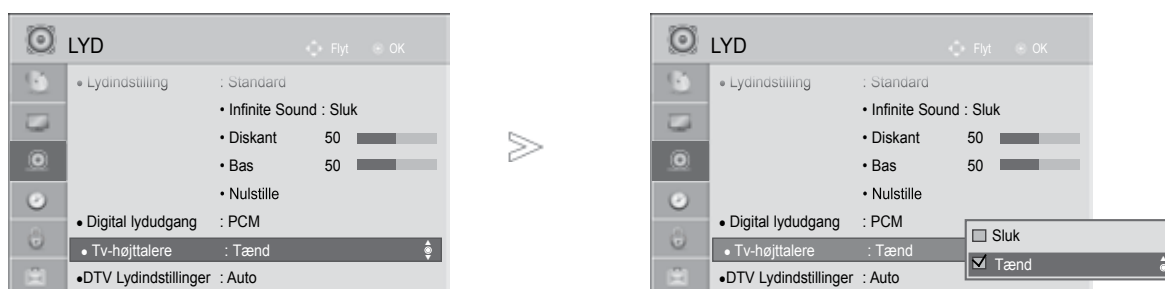 LYD
Flyt OK
• Lydindstilling : Standard
• Infinite Sound : Sluk
• Diskant 50
• Bas 50
• Nulstille
• Digital lydudgang : PCM
• Tv-højttalere : Tænd
•DTV Lydindstillinger : Auto
LYD
Flyt OK
• Lydindstilling : Standard
• Infinite Sound : Sluk
• Diskant 50
• Bas 50
• Nulstille
• Digital lydudgang : PCM
• Tv-højttalere : Tænd
•DTV Lydindstillinger : Auto
Sluk
Tænd